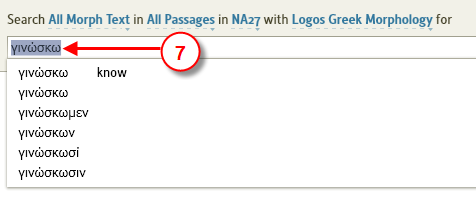 Search All Morph Text in All Passages in NA27 with Logos Greek Morphology for
γινώσκω
7
γινώσκω know
γινώσκω
γινώσκωμεν
γινώσκων
γινώσκωσί
γινώσκωσιν